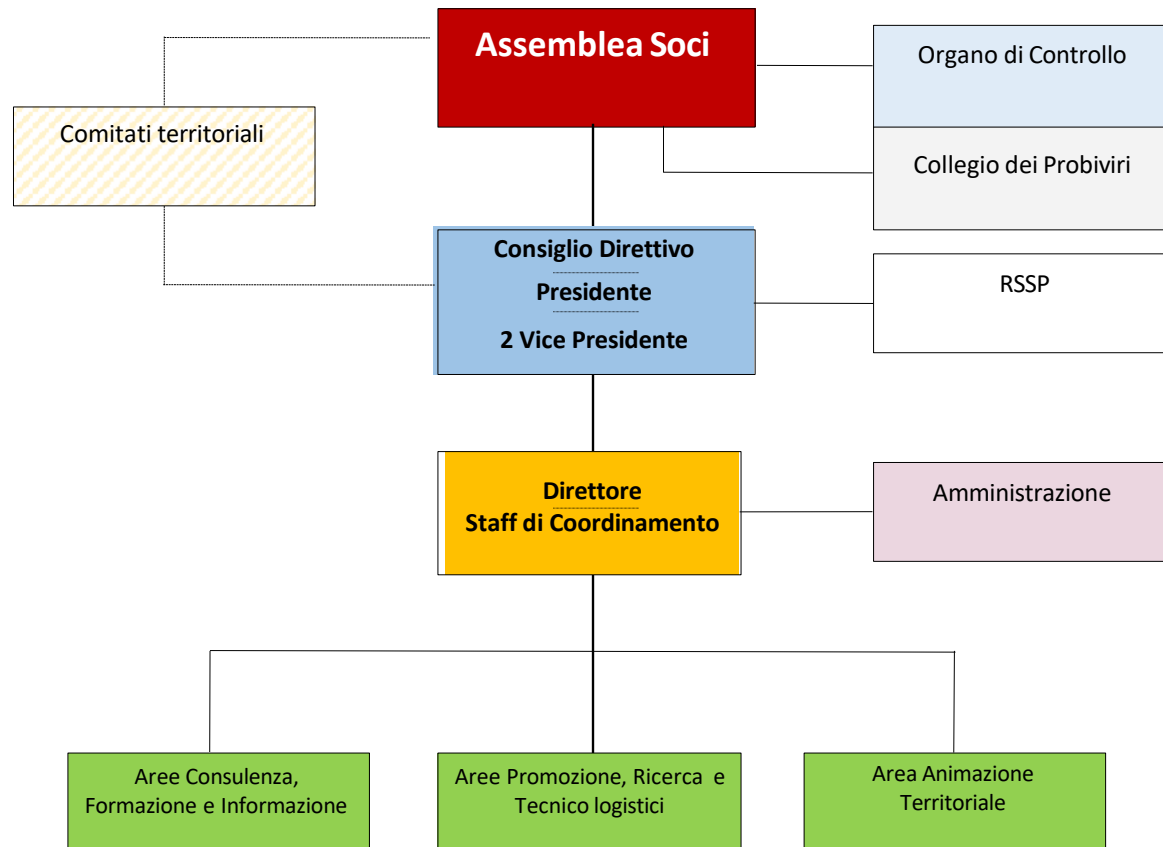 Assemblea Soci
Organo di Controllo
Comitati territoriali
Collegio dei Probiviri
Consiglio Direttivo
Presidente
2 Vice Presidente
RSSP
Direttore
Staff di Coordinamento
Amministrazione
Aree Consulenza,
Formazione e Informazione
Aree Promozione, Ricerca e
Tecnico logistici
Area Animazione
Territoriale